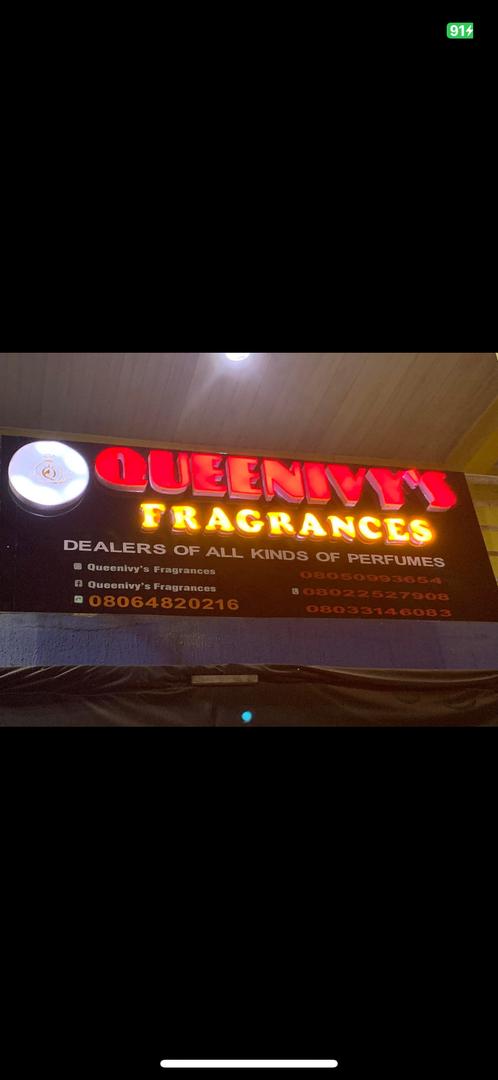 91
QUEENIVY'S
FRAGRANCES
DEALERS OF ALL KINDS OF PERFUMES
Queenivy's Fragrances
Queenivy's Fragrances
08064820216
08050993654
08022527908
08033146083